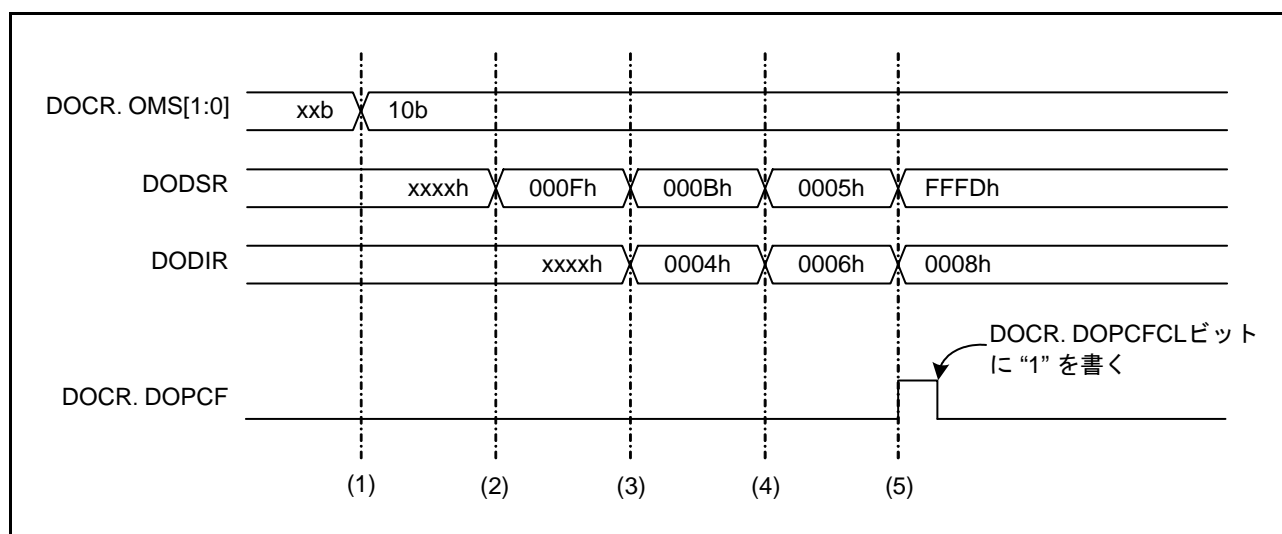 DOCR. OMS[1:0] xxb 10b
DODSR xxxxh 000Fh 000Bh 0005h FFFDh
DODIR xxxxh 0004h 0006h 0008h
DOCR. DOPCFCLビット
に “1” を書く
DOCR. DOPCF
(1) (2) (3) (4) (5)